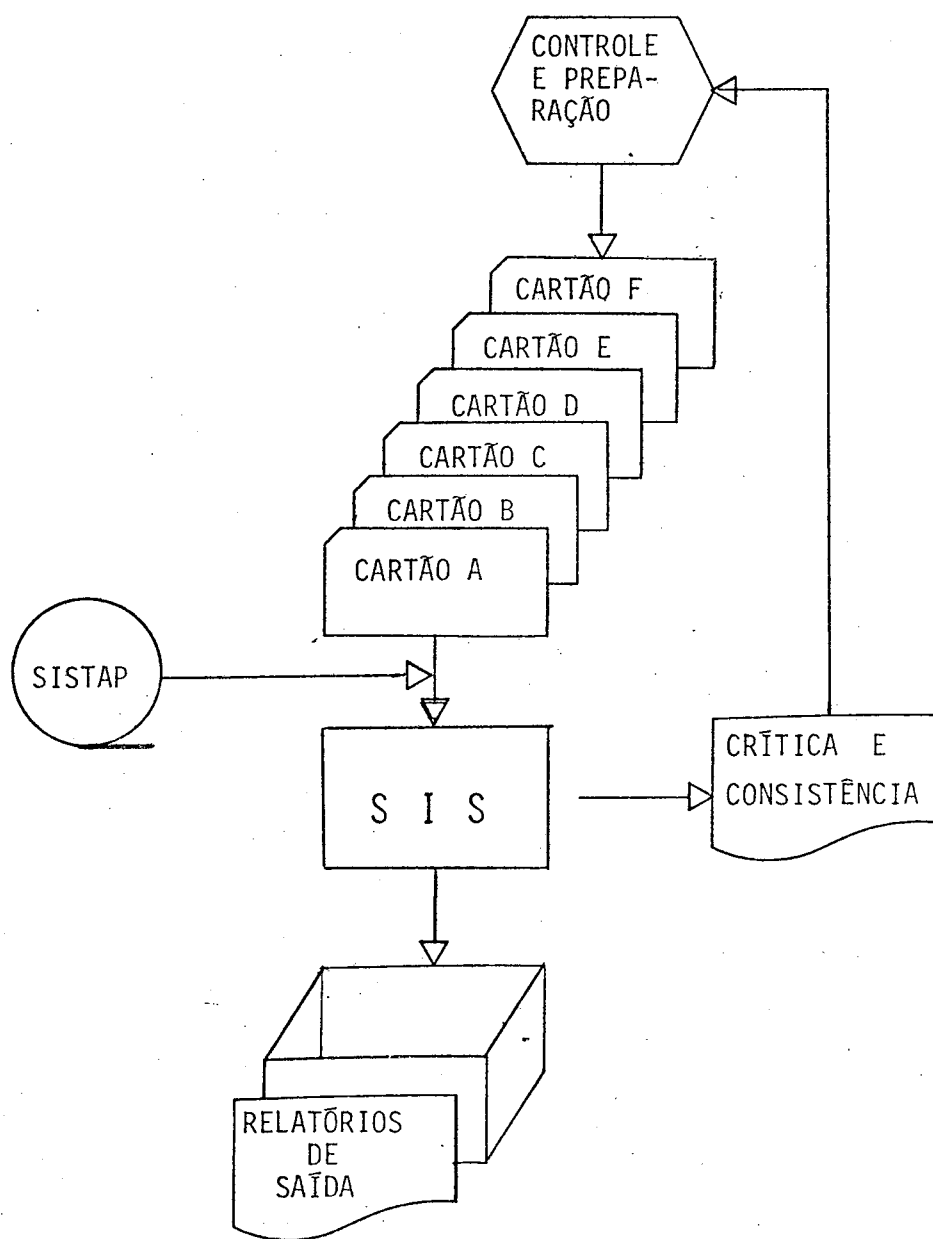 CONTROLE
E PREPA-
RAÇÃO
CARTÃO F
CARTÃO E
CARTÃO D
CARTÃO C
CARTÃO B
CARTÃO A
SISTAP
S I S
CRÍTICA E
CONSISTÊNCIA
RELATÓRIOS
DE
SAÍDA